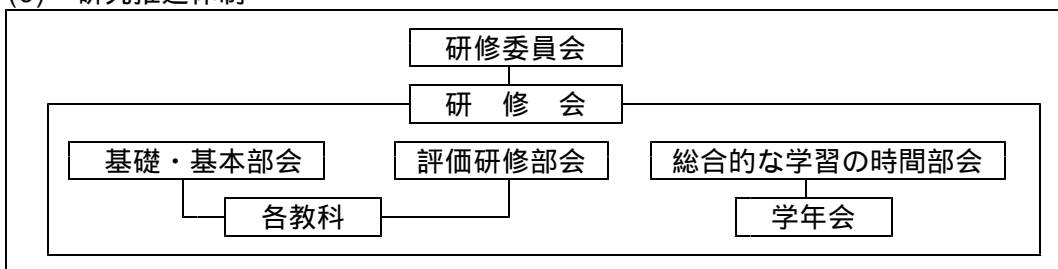 研修委員会
研 修 会
基礎・基本部会 評価研修部会 総合的な学習の時間部会
各教科 学年会